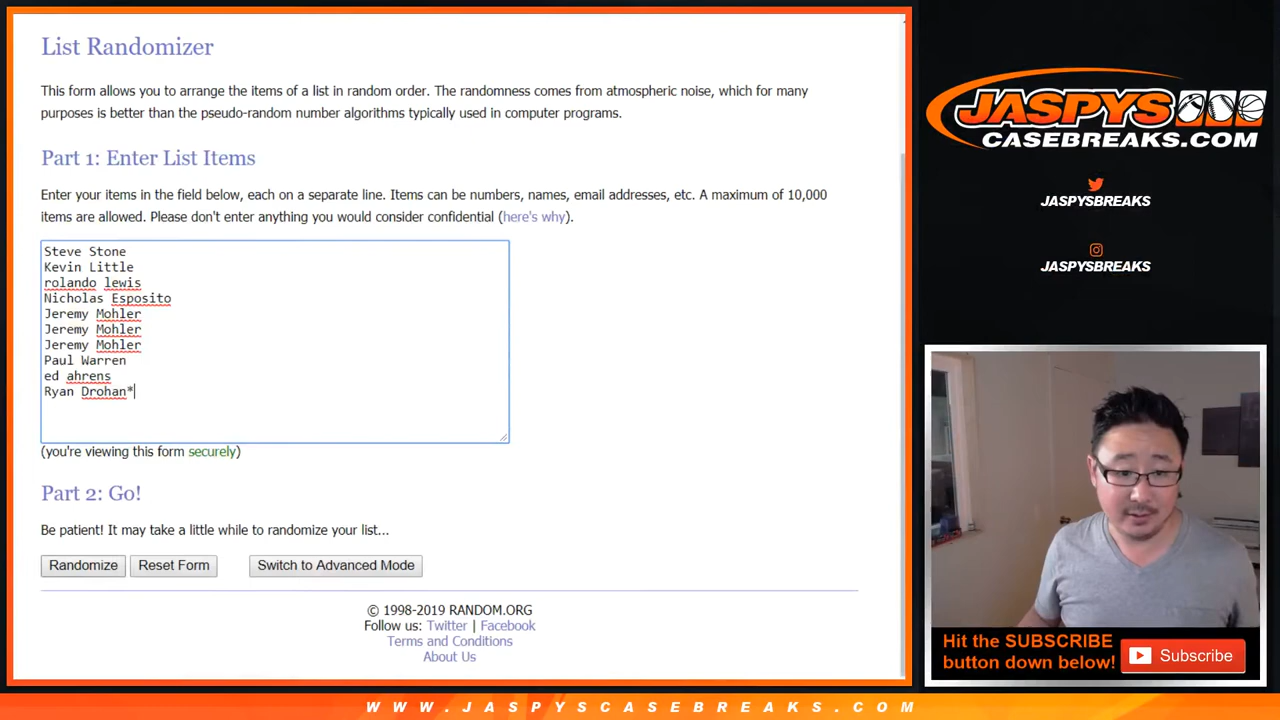 List Randomizer
This form allows you to arrange the items of a list in random order. The randomness comes from atmospheric noise, which for many
purposes is better than the pseudo-random number algorithms typically used in computer programs.
Part 1: Enter List Items
Enter your items in the field below, each on a separate line. Items can be numbers, names, email addresses, etc. A maximum of 10,000
items are allowed. Please don't enter anything you would consider confidential (here's why).
Steve Stone
Kevin Little
rolando lewis
Nicholas Esposito
Jeremy Mohler
Jeremy Mohler
Jeremy Mohler
Paul Warren
ed ahrens
Ryan Drohan*
(you're viewing this form securely)
Part 2: Go!
Be patient! It may take a little while to randomize your list...
Randomize Reset Form Switch to Advanced Mode
© 1998-2019 RANDOM.ORG
Follow us: Twitter | Facebook
Terms and Conditions
About Us
JASPYS
CASEBREAKS.COM
JASPYSBREAKS
JASPYSBREAKS
Hit the SUBSCRIBE
button down below!
Subscribe
WWW.JASPYSCASEBREAKS.COM